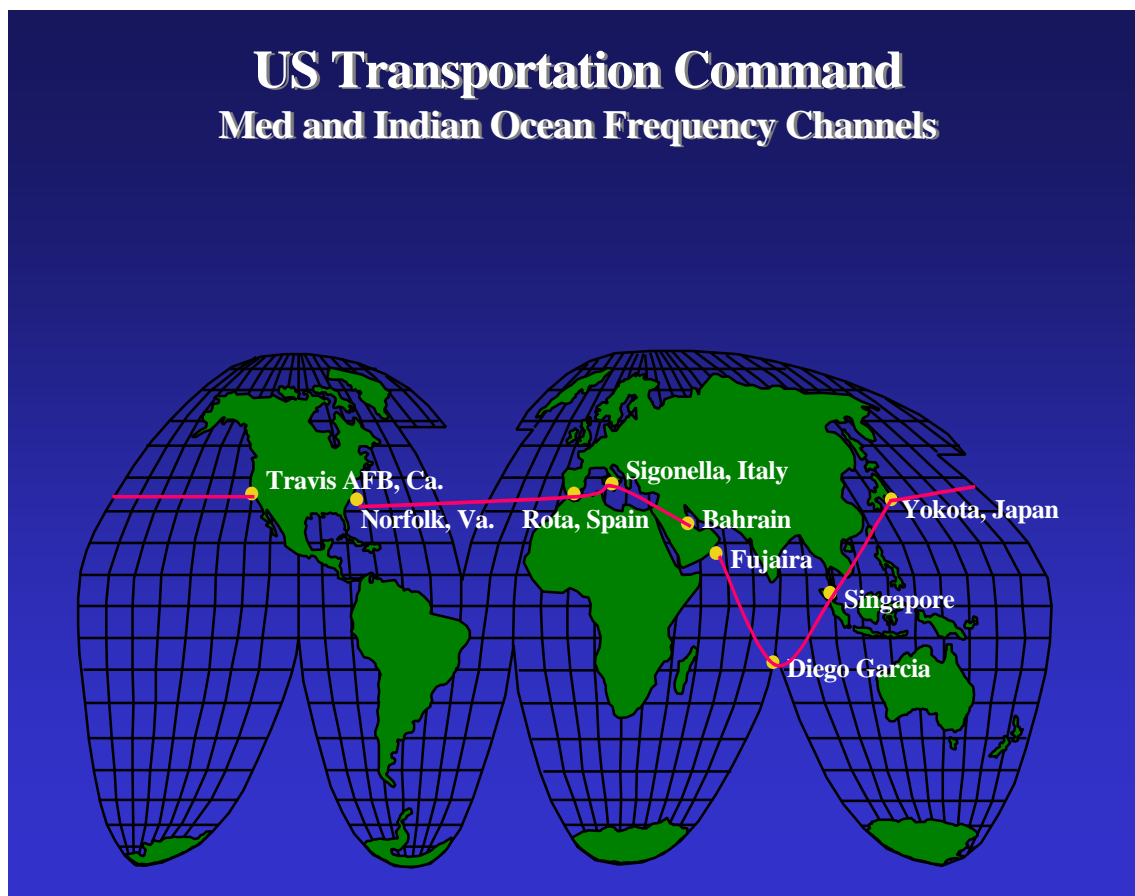 US Transportation Command
Med and Indian Ocean Frequency Channels
Sigonella, Italy
Travis AFB, Ca.
Norfolk, Va.
Rota, Spain
Bahrain
Yokota, Japan
Fujaira
Singapore
Diego Garcia